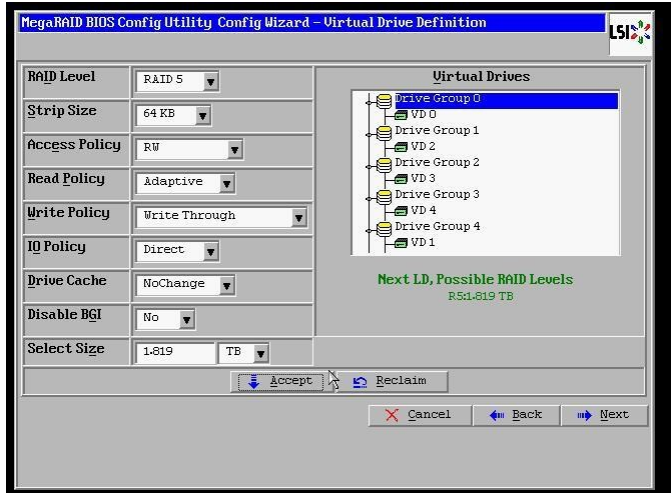 MegaRAID BIOS Config Utility Config Wizard – Virtual Drive Definition
LSI
RAID Level
RAID 5
Strip Size
64 KB
Access Policy
RW
Read Policy
Adaptive
Write Policy
Write Through
IO Policy
Direct
Drive Cache
NoChange
Disable BGI
No
Select Size
1.819
TB
Virtual Drives
Drive Group 0
VD 0
Drive Group 1
VD 2
Drive Group 2
VD 3
Drive Group 3
VD 4
Drive Group 4
VD 1
Next LD, Possible RAID Levels
R5:1.819 TB
Accept
Reclaim
Cancel
Back
Next